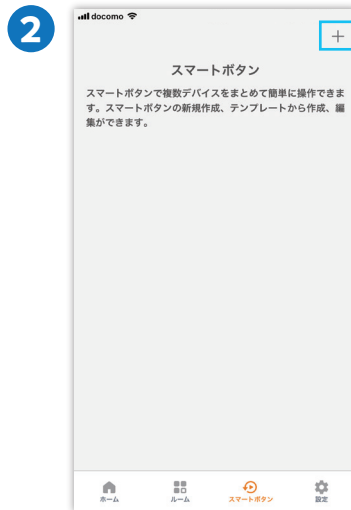 2
docomo
+
スマートボタン
スマートボタンで複数デバイスをまとめて簡単に操作できま
す。スマートボタンの新規作成、テンプレートから作成、編
集ができます。
ホーム ルーム スマートボタン 設定